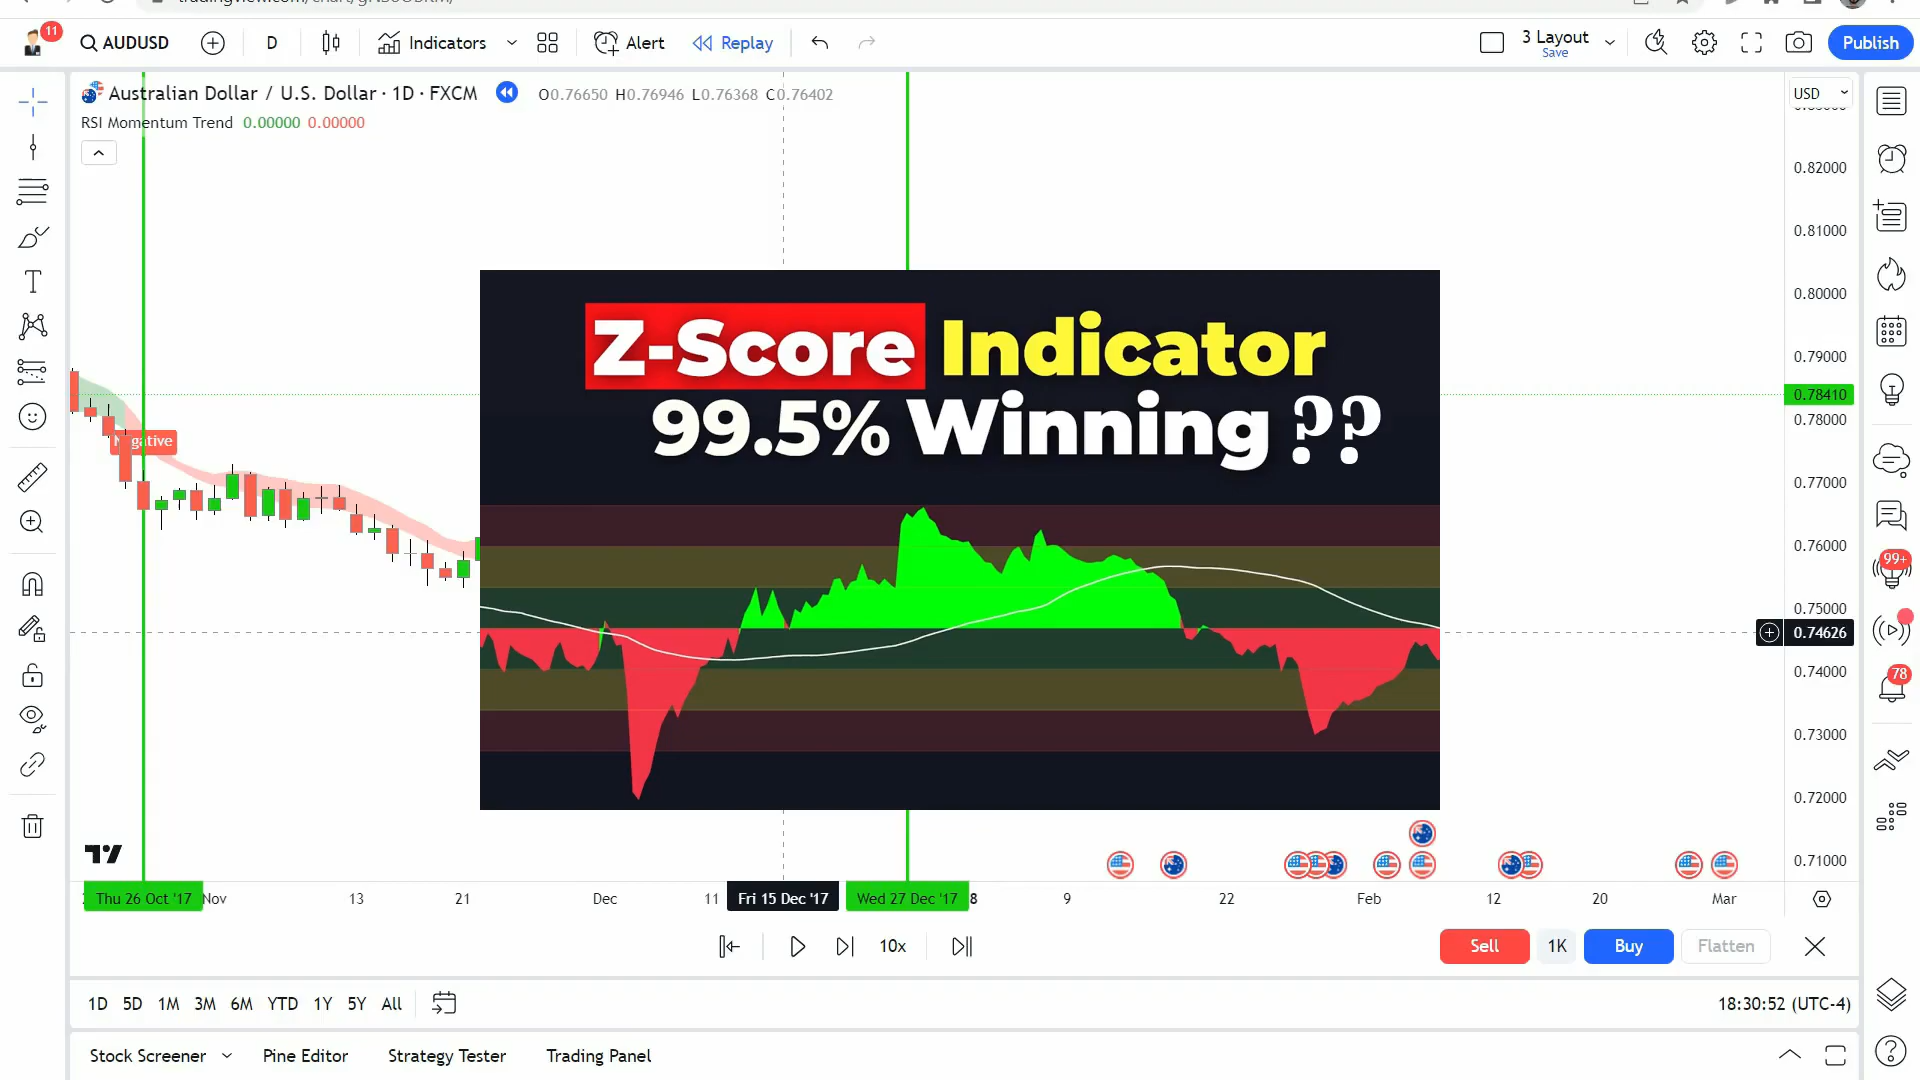 11
AUDUSD
D
Indicators
Alert
Replay
3 Layout
Save
Publish
Australian Dollar / U.S. Dollar · 1D · FXCM
O0.76650 H0.76946 L0.76368 C0.76402
USD
RSI Momentum Trend 0.00000 0.00000
0.82000
0.81000
0.80000
0.79000
0.78410
0.78000
0.77000
0.76000
0.75000
0.74626
0.74000
0.73000
0.72000
0.71000
Z-Score Indicator
99.5% Winning ??
99+
78
Thu 26 Oct '17 Nov 13 21 Dec 11 Fri 15 Dec '17 Wed 27 Dec '17 8 9 22 Feb 12 20 Mar
10x
Sell 1K Buy Flatten
1D 5D 1M 3M 6M YTD 1Y 5Y All
18:30:52 (UTC-4)
Stock Screener Pine Editor Strategy Tester Trading Panel